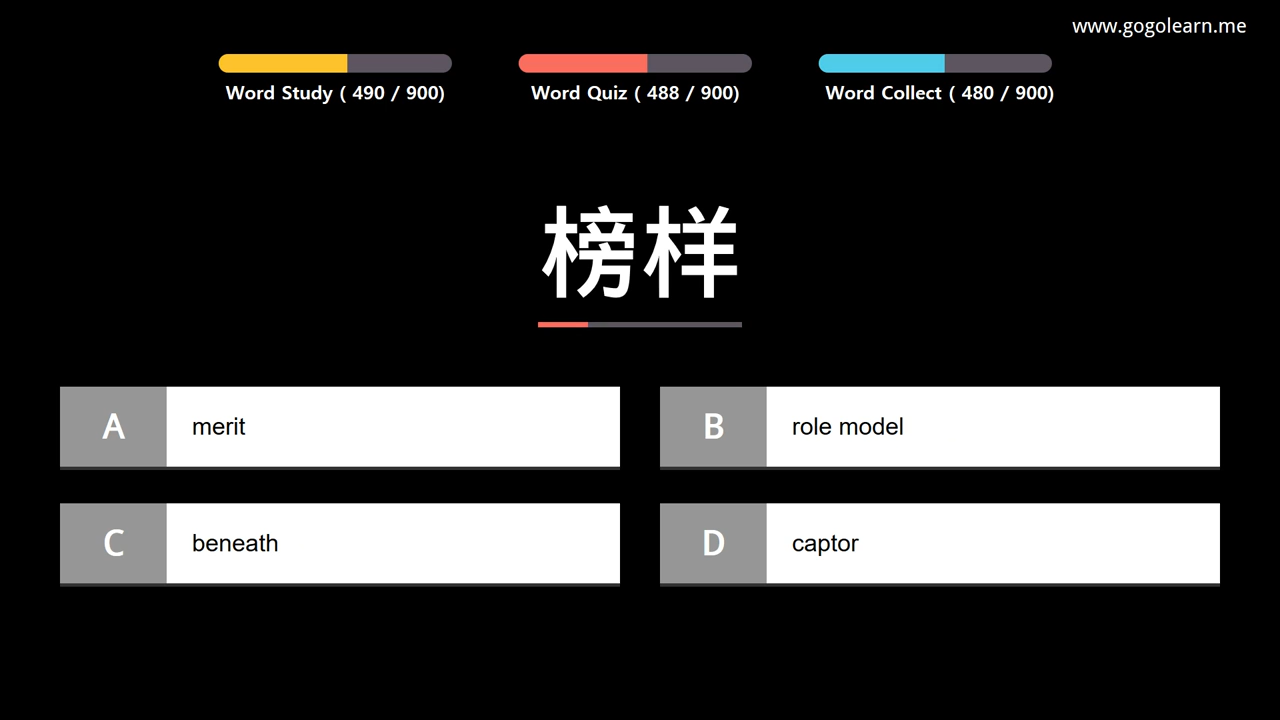 www.gogolearn.me
Word Study ( 490 / 900)
Word Quiz ( 488 / 900)
Word Collect ( 480 / 900)
榜样
A merit
B role model
C beneath
D captor